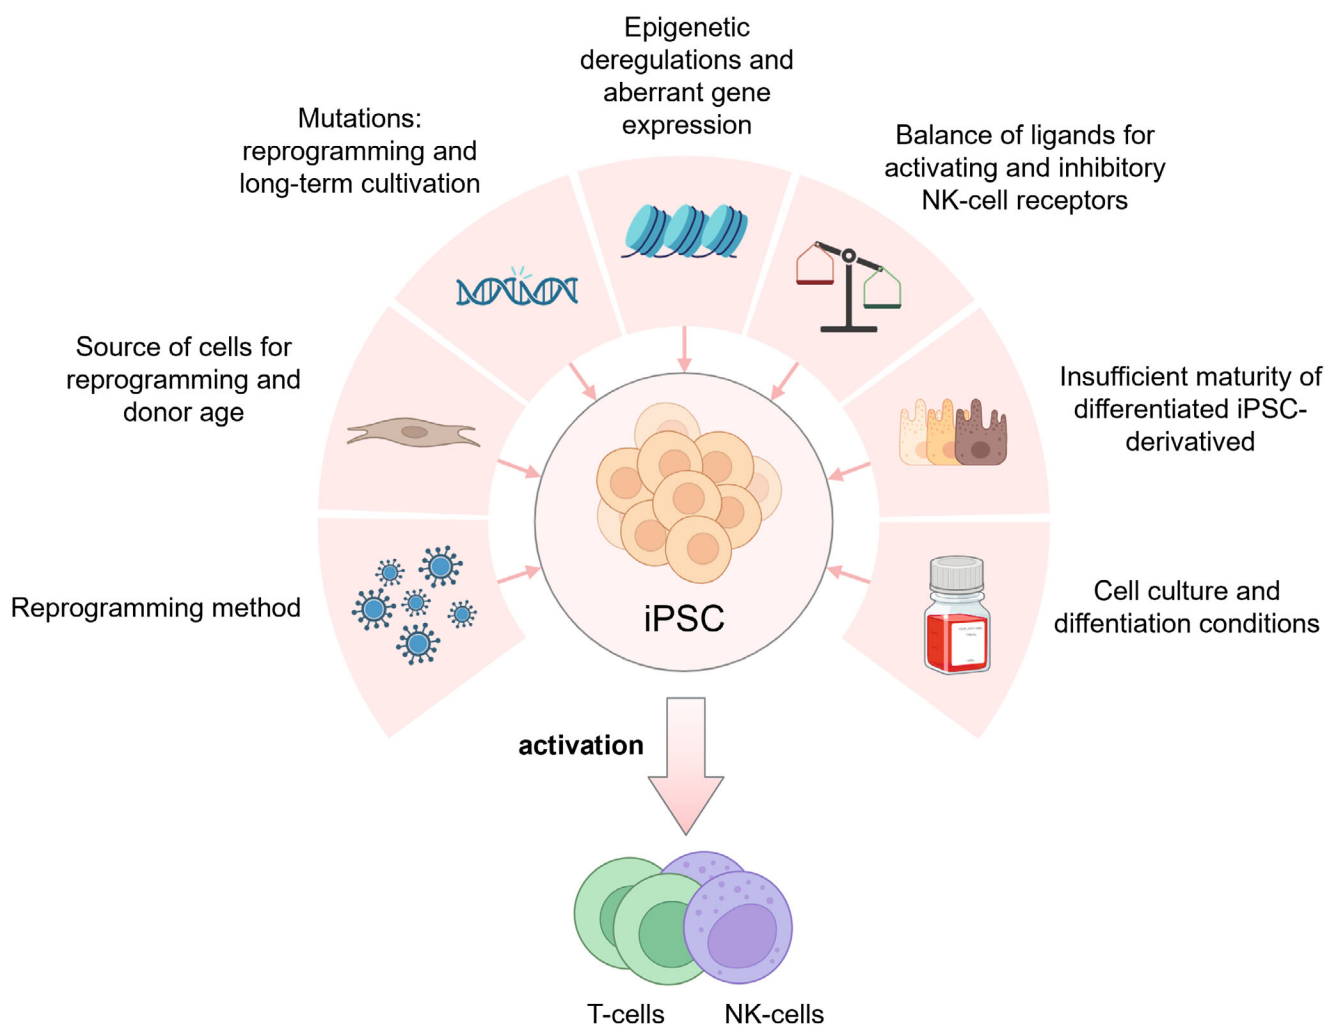 Epigenetic
deregulations and
aberrant gene
expression
Mutations:
reprogramming and
long-term cultivation
Balance of ligands for
activating and inhibitory
NK-cell receptors
Source of cells for
reprogramming and
donor age
Insufficient maturity of
differentiated iPSC-
derivatived
Reprogramming method
Cell culture and
diffentiation conditions
iPSC
activation
T-cells
NK-cells